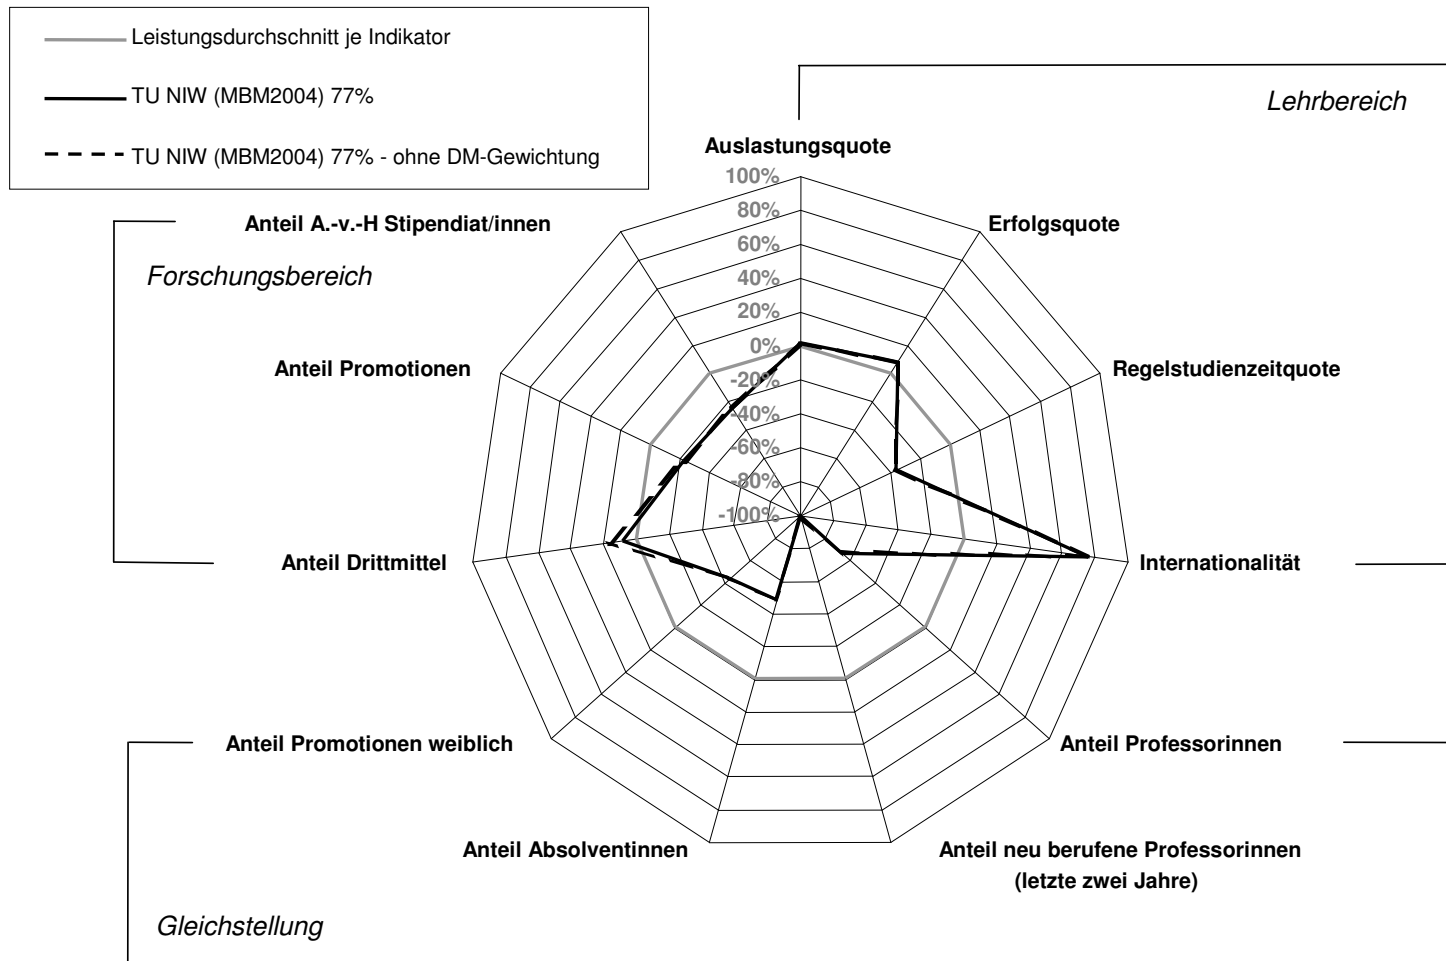 Leistungsdurchschnitt je Indikator
TU NIW (MBM2004) 77%
TU NIW (MBM2004) 77% - ohne DM-Gewichtung
Lehrbereich
Auslastungsquote
100%
80%
60%
40%
20%
0%
-20%
-40%
-60%
-80%
-100%
Anteil A.-v.-H Stipendiat/innen
Erfolgsquote
Forschungsbereich
Anteil Promotionen
Regelstudienzeitquote
Anteil Drittmittel
Internationalität
Anteil Promotionen weiblich
Anteil Professorinnen
Anteil Absolventinnen
Anteil neu berufene Professorinnen
(letzte zwei Jahre)
Gleichstellung